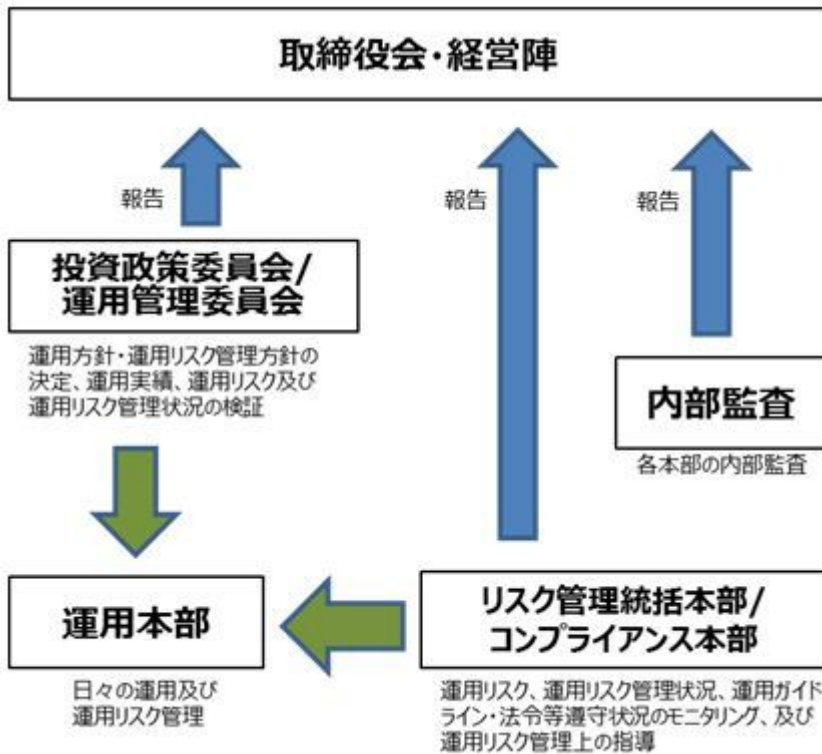 取締役会・経営陣
報告
報告
報告
投資政策委員会/
運用管理委員会
運用方針・運用リスク管理方針の
決定、運用実績、運用リスク及び
運用リスク管理状況の検証
内部監査
各本部の内部監査
運用本部
日々の運用及び
運用リスク管理
リスク管理統括本部/
コンプライアンス本部
運用リスク、運用リスク管理状況、運用ガイド
ライン・法令等遵守状況のモニタリング、及び
運用リスク管理上の指導